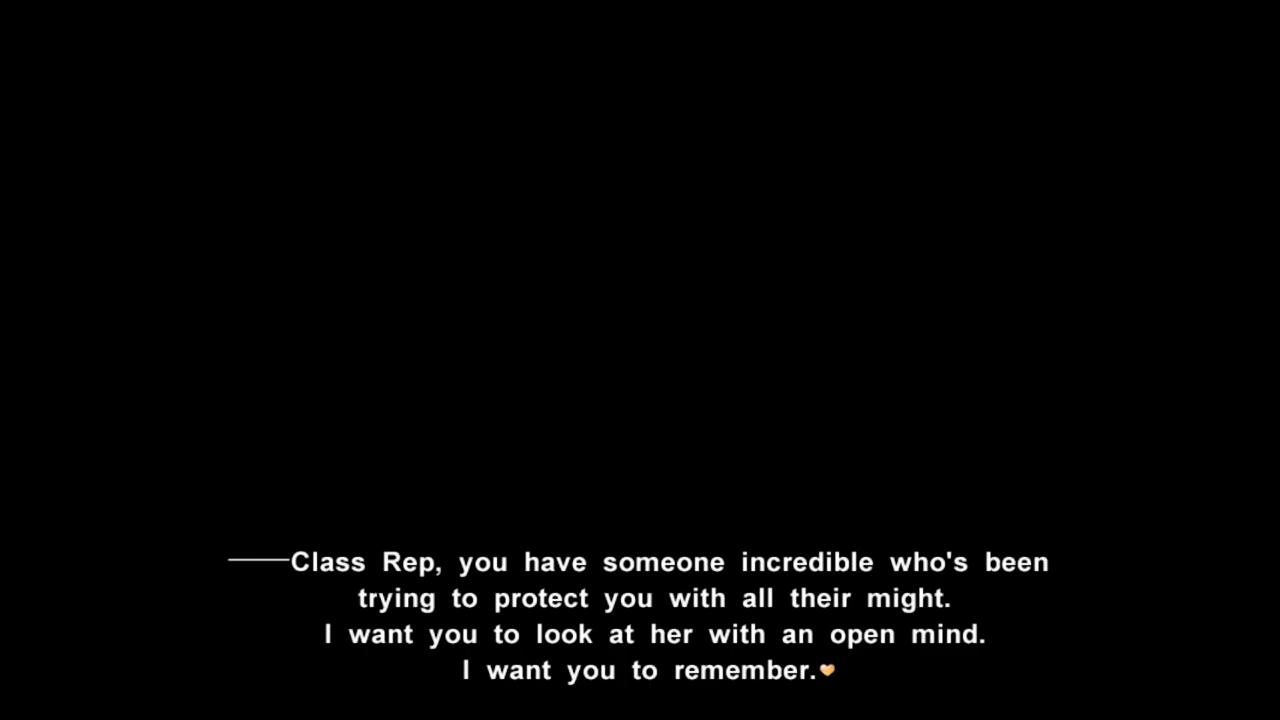 ——Class Rep, you have someone incredible who's been
trying to protect you with all their might.
I want you to look at her with an open mind.
I want you to remember.